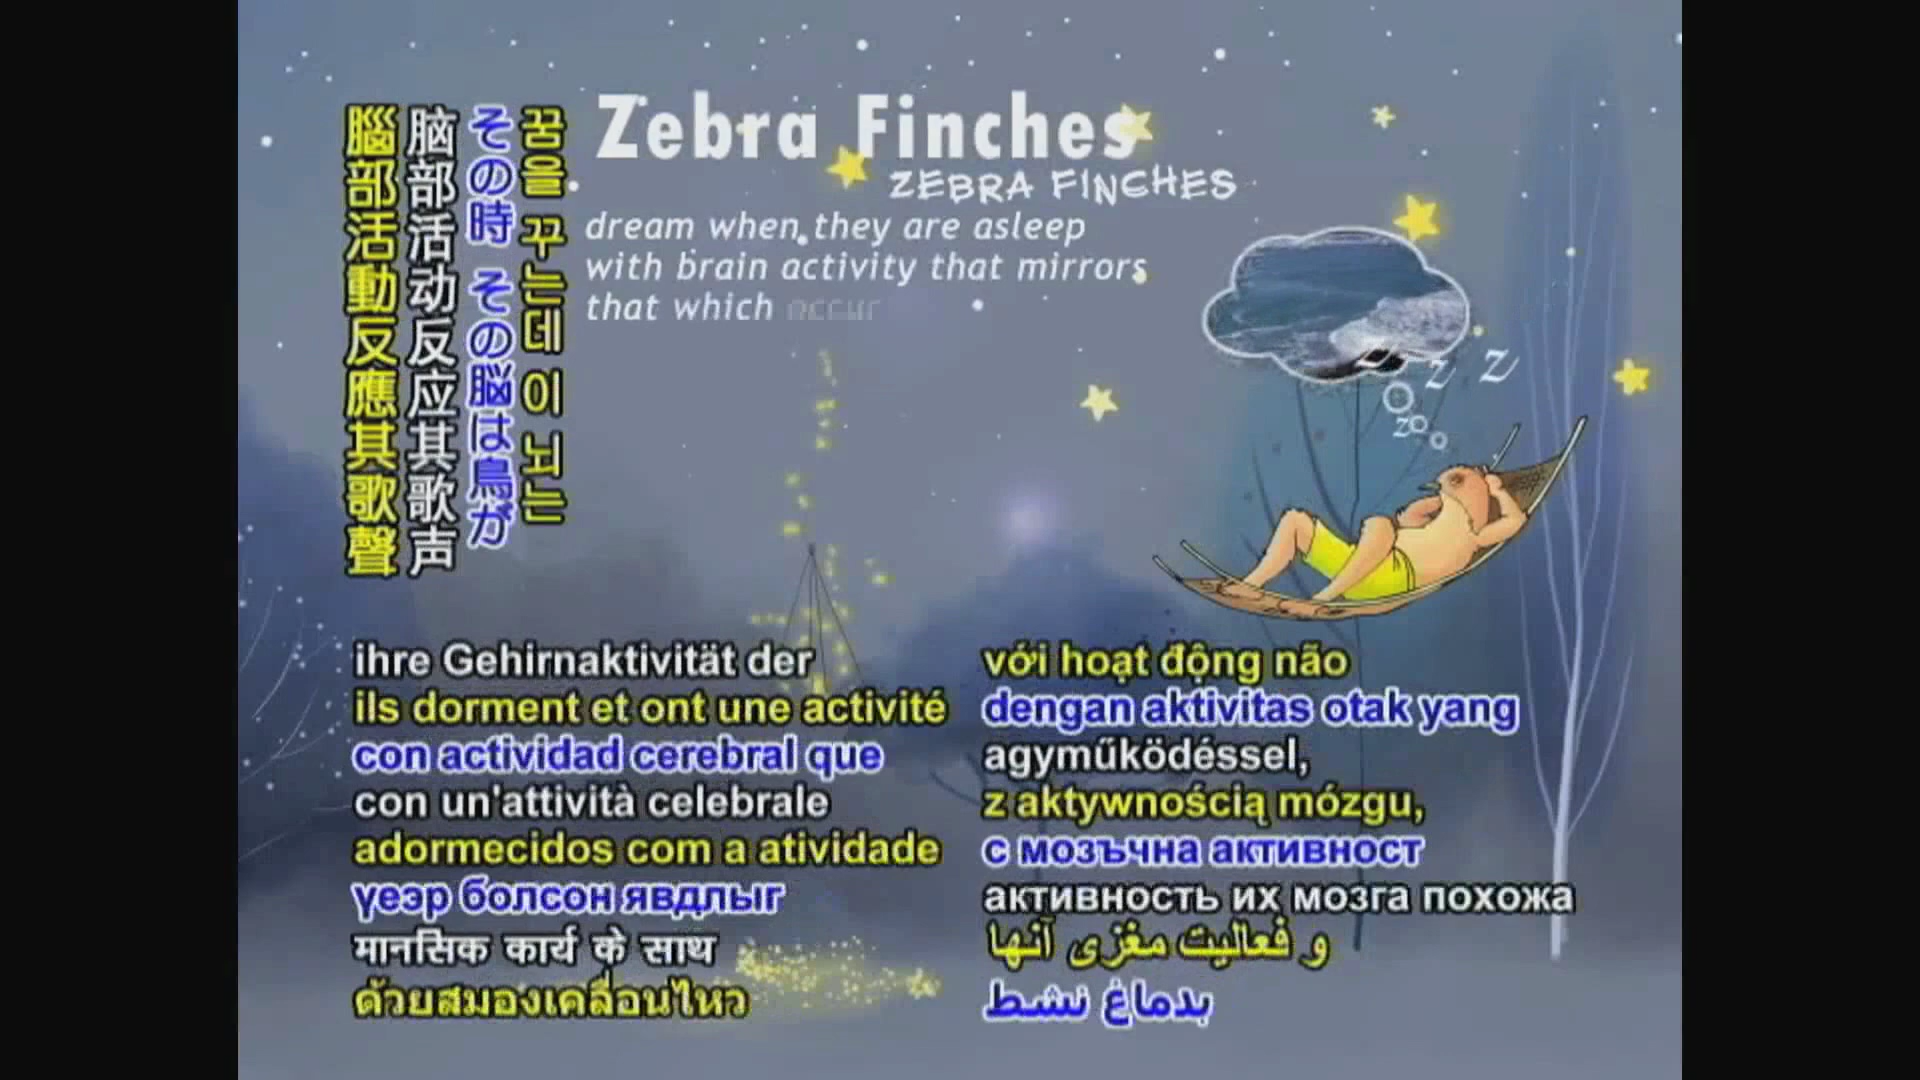 腦部活動反應其歌聲
脑部活动反应其歌声
その時 その脳は鳥が
꿈을 꾸는데 이 뇌는
Zebra Finches
ZEBRA FINCHES
dream when they are asleep
with brain activity that mirrors
that which occur
z z z
ihre Gehirnaktivität der
ils dorment et ont une activité
con actividad cerebral que
con un'attività celebrale
adormecidos com a atividade
үеэр болсон явдлыг
मानसिक कार्य के साथ
ด้วยสมองเคลื่อนไหว
với hoạt động não
dengan aktivitas otak yang
agyműködéssel,
z aktywnością mózgu,
с мозъчна активност
активность их мозга похожа
و فعالیت مغزی آنها
بدماغ نشط